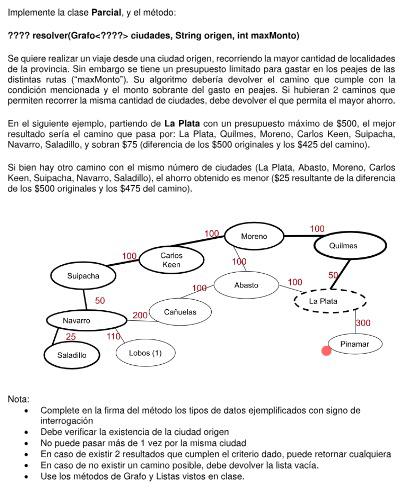 Implemente la clase Parcial, y el método:
???? resolver(Grafo<????> ciudades, String origen, int maxMonto)
Se quiere realizar un viaje desde una ciudad origen, recorriendo la mayor cantidad de localidades
de la provincia. Sin embargo se tiene un presupuesto limitado para gastar en los peajes de las
distintas rutas ("maxMonto"). Su algoritmo debería devolver el camino que cumple con la
condición mencionada y el monto sobrante del gasto en peajes. Si hubieran 2 caminos que
permiten recorrer la misma cantidad de ciudades, debe devolver el que permita el mayor ahorro.
En el siguiente ejemplo, partiendo de La Plata con un presupuesto máximo de $500, el mejor
resultado sería el camino que pasa por: La Plata, Quilmes, Moreno, Carlos Keen, Suipacha,
Navarro, Saladillo, y sobran $75 (diferencia de los $500 originales y los $425 del camino).
Si bien hay otro camino con el mismo número de ciudades (La Plata, Abasto, Moreno, Carlos
Keen, Suipacha, Navarro, Saladillo), el ahorro obtenido es menor ($25 resultante de la diferencia
de los $500 originales y los $475 del camino).
100
100
Moreno
Quilmes
100
Carlos
Keen
100
Suipacha
Abasto
50
100
100
La Plata
50
Cañuelas
Navarro
200
300
25
110
Pinamar
Saladillo
Lobos (1)
Nota:
• Complete en la firma del método los tipos de datos ejemplificados con signo de
interrogación
• Debe verificar la existencia de la ciudad origen
• No puede pasar más de 1 vez por la misma ciudad
• En caso de existir 2 resultados que cumplen el criterio dado, puede retornar cualquiera
• En caso de no existir un camino posible, debe devolver la lista vacía.
• Use los métodos de Grafo y Listas vistos en clase.